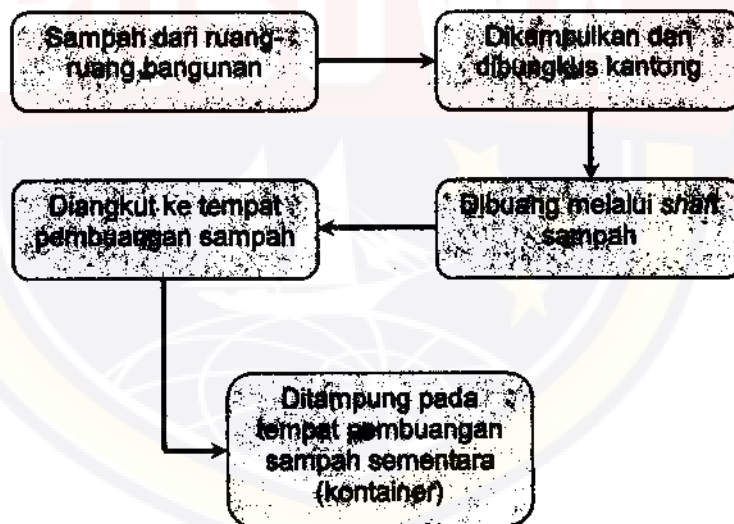 Sampah dari ruang-
ruang bangunan
Dikumpulkan dan
dibungkus kantong
Dibuang melalui shaft
sampah
Diangkut ke tempat
pembuangan sampah
Ditampung pada
tempat pembuangan
sampah sementara
(kontainer)